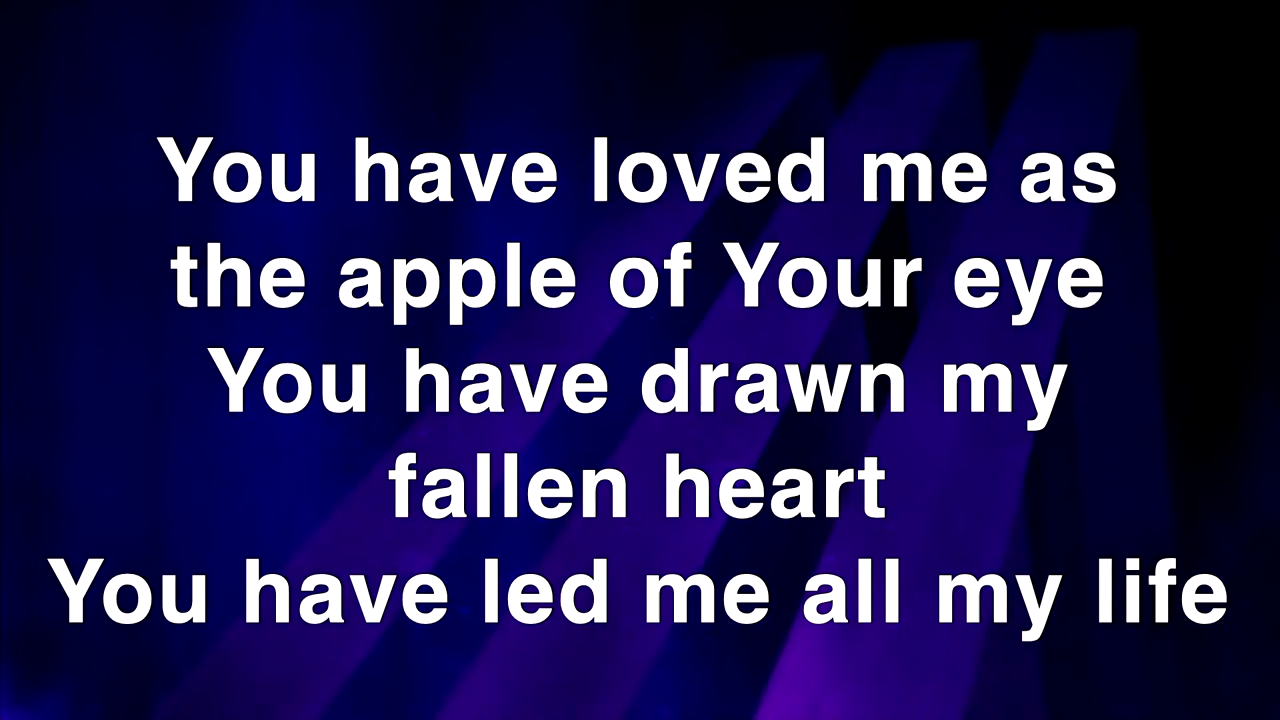 You have loved me as
the apple of Your eye
You have drawn my
fallen heart
You have led me all my life